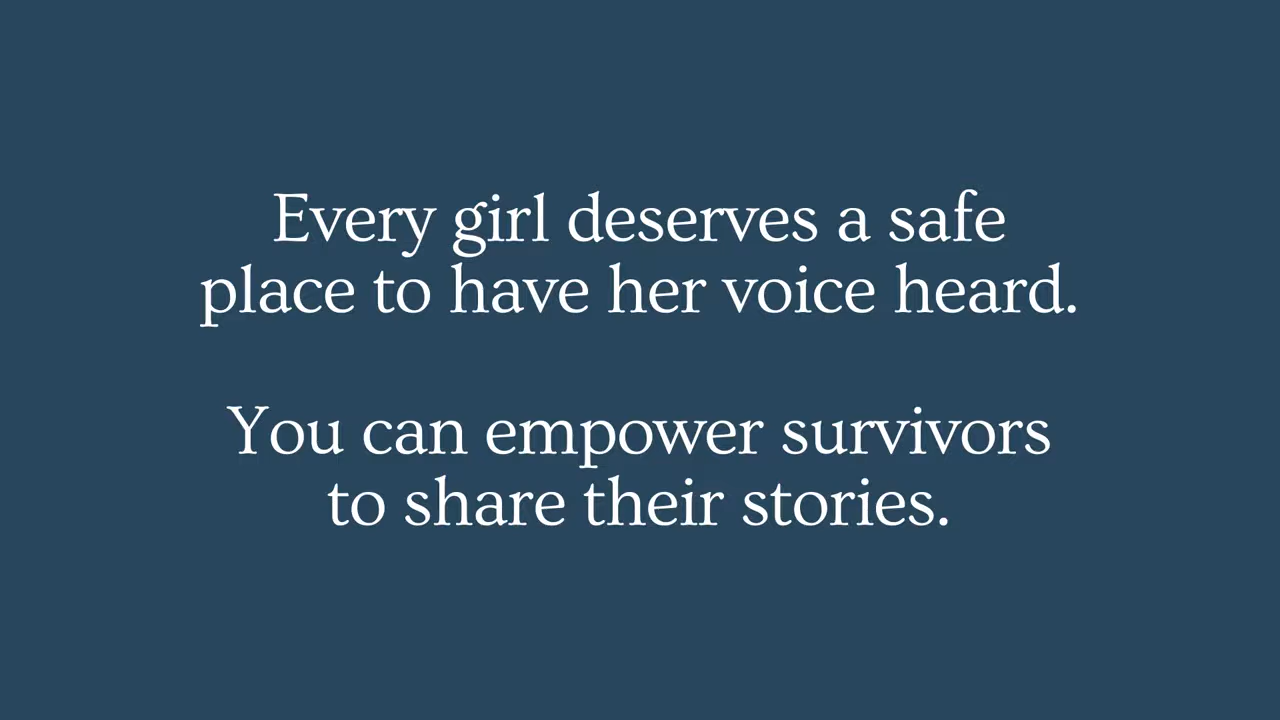 Every girl deserves a safe
place to have her voice heard.
You can empower survivors
to share their stories.